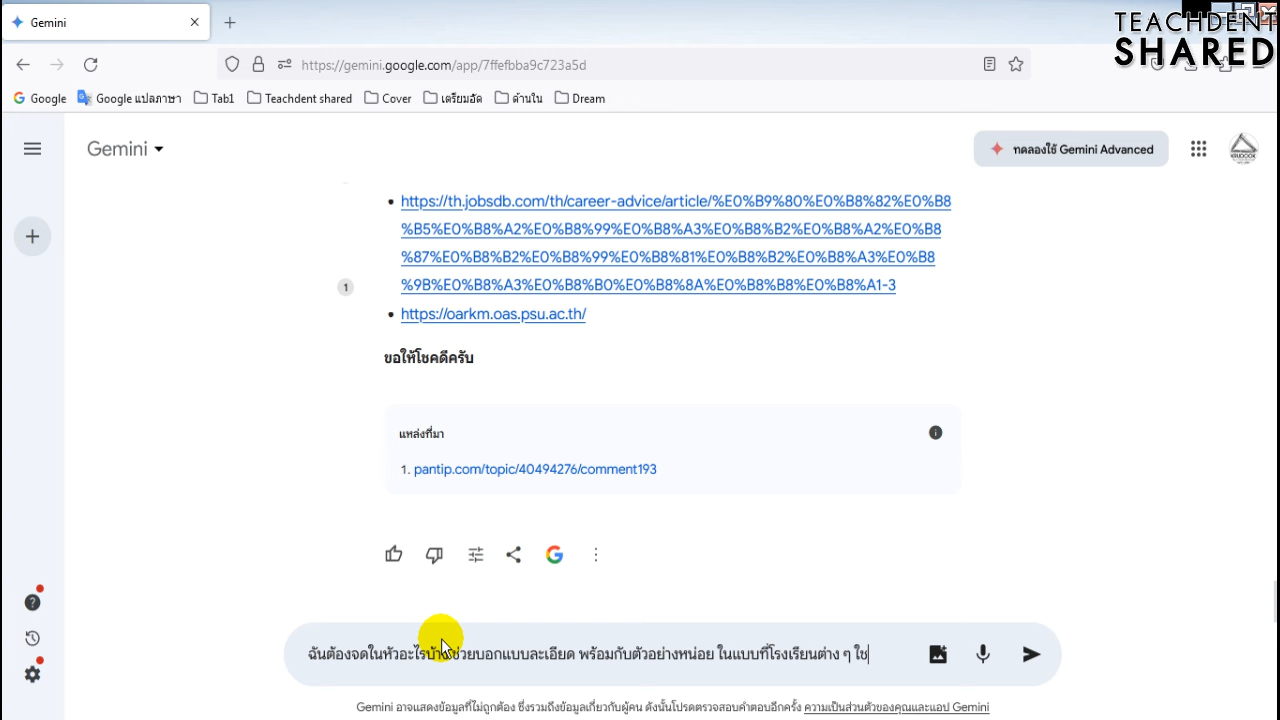 Gemini
TEACHDENT
SHARED
https://gemini.google.com/app/7ffefbba9c723a5d
Google
Google แปลภาษา
Tab1
Teachdent shared
Cover
เตรียมอัด
ด้านใน
Dream
Gemini
ทดลองใช้ Gemini Advanced
https://th.jobsdb.com/th/career-advice/article/%E0%B9%80%E0%B8%82%E0%B8
%B5%E0%B8%A2%E0%B8%99%E0%B8%A3%E0%B8%B2%E0%B8%A2%E0%B8
%87%E0%B8%B2%E0%B8%99%E0%B8%81%E0%B8%B2%E0%B8%A3%E0%B8
%9B%E0%B8%A3%E0%B8%B0%E0%B8%8A%E0%B8%B8%E0%B8%A1-3
1
https://oarkm.oas.psu.ac.th/
ขอให้โชคดีครับ
แหล่งที่มา
1. pantip.com/topic/40494276/comment193
ฉันต้องจดในหัวอะไรบ้าง ช่วยบอกแบบละเอียด พร้อมกับตัวอย่างหน่อย ในแบบที่โรงเรียนต่าง ๆ ใช
Gemini อาจแสดงข้อมูลที่ไม่ถูกต้อง ซึ่งรวมถึงข้อมูลเกี่ยวกับผู้คน ดังนั้นโปรดตรวจสอบคำตอบอีกครั้ง ความเป็นส่วนตัวของคุณและแอป Gemini